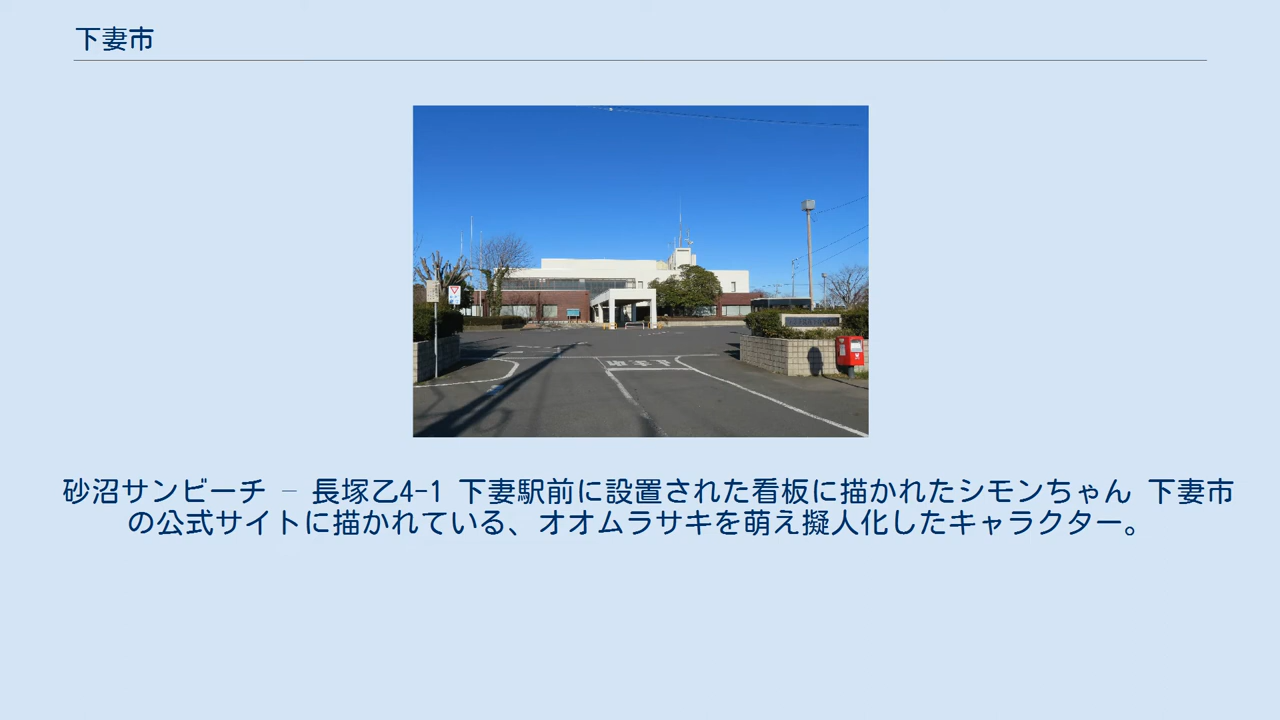 下妻市
砂沼サンビーチ – 長塚乙4-1 下妻駅前に設置された看板に描かれたシモンちゃん 下妻市
の公式サイトに描かれている、オオムラサキを萌え擬人化したキャラクター。